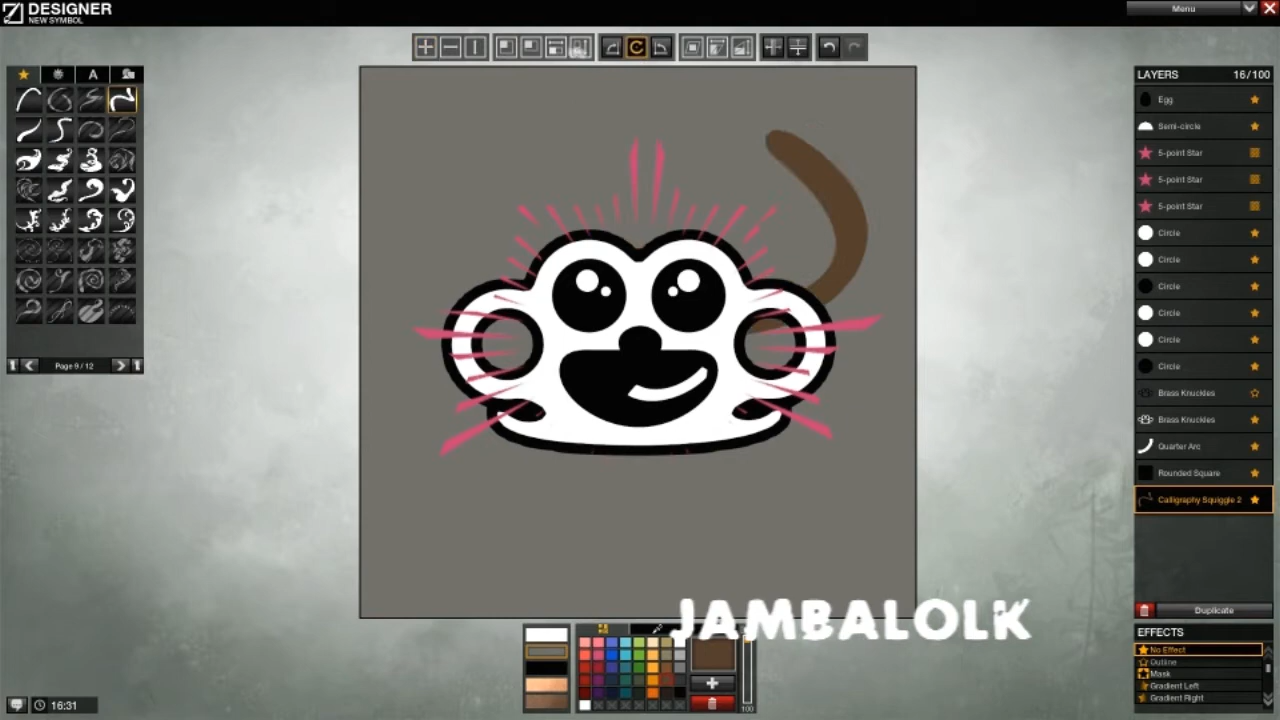 DESIGNER
NEW SYMBOL
Menu
A
LAYERS 16/100
Egg
Semi-circle
5-point Star
5-point Star
5-point Star
Circle
Circle
Circle
Circle
Circle
Circle
Brass Knuckles
Brass Knuckles
Quarter Arc
Rounded Square
Calligraphy Squiggle 2
Page 9 / 12
Duplicate
JAMBALOLK
EFFECTS
No Effect
Outline
Mask
Gradient Left
Gradient Right
100
16:31